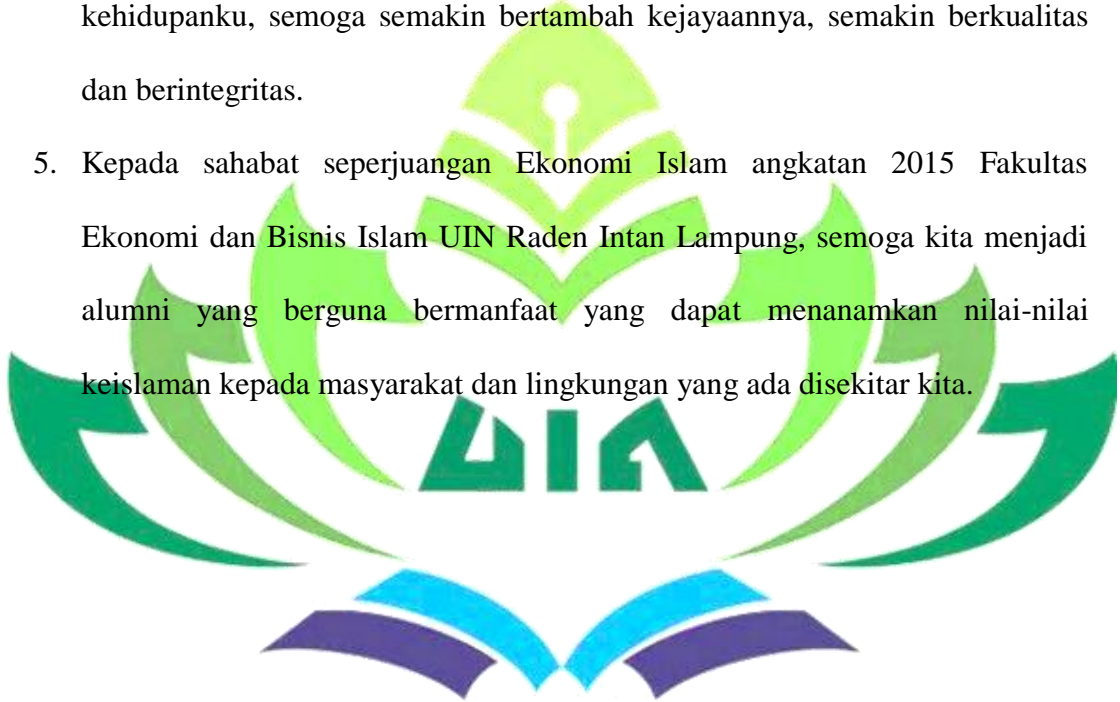 kehidupanku, semoga semakin bertambah kejayaannya, semakin berkualitas
dan berintegritas.
5. Kepada sahabat seperjuangan Ekonomi Islam angkatan 2015 Fakultas
Ekonomi dan Bisnis Islam UIN Raden Intan Lampung, semoga kita menjadi
alumni yang berguna bermanfaat yang dapat menanamkan nilai-nilai
keislaman kepada masyarakat dan lingkungan yang ada disekitar kita.
UIN